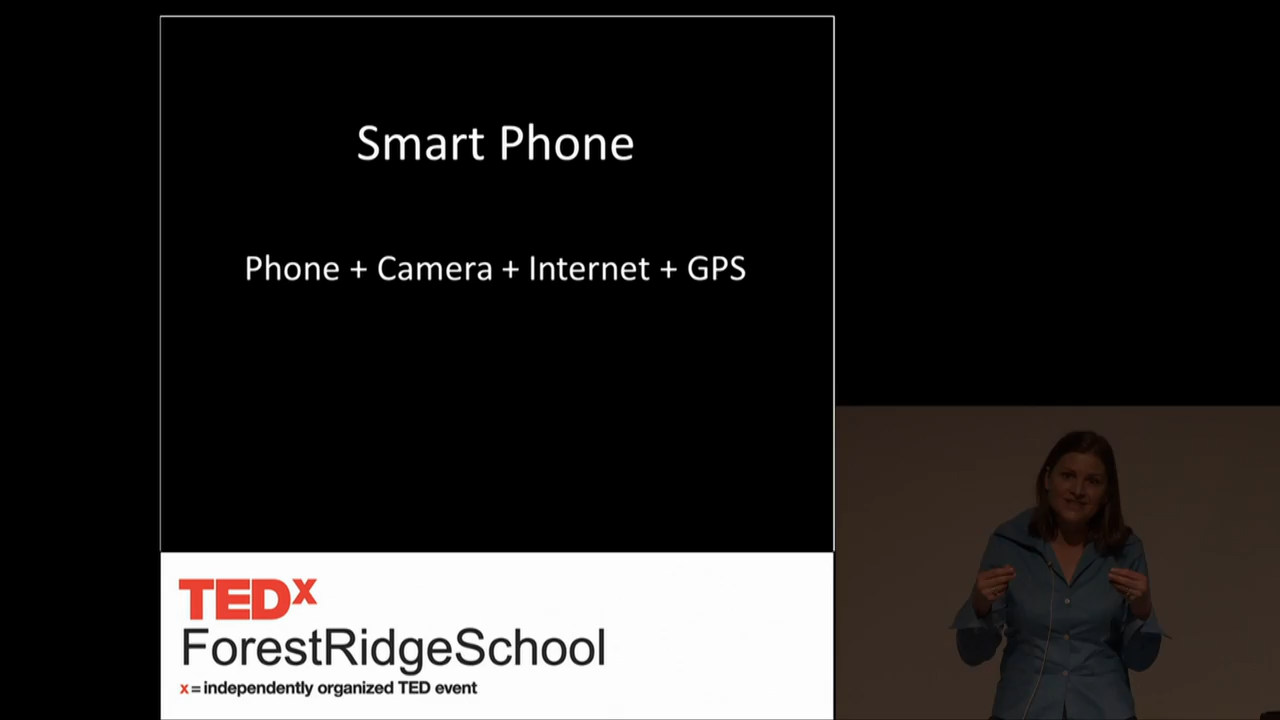 Smart Phone
Phone + Camera + Internet + GPS
TEDx
ForestRidgeSchool
x = independently organized TED event